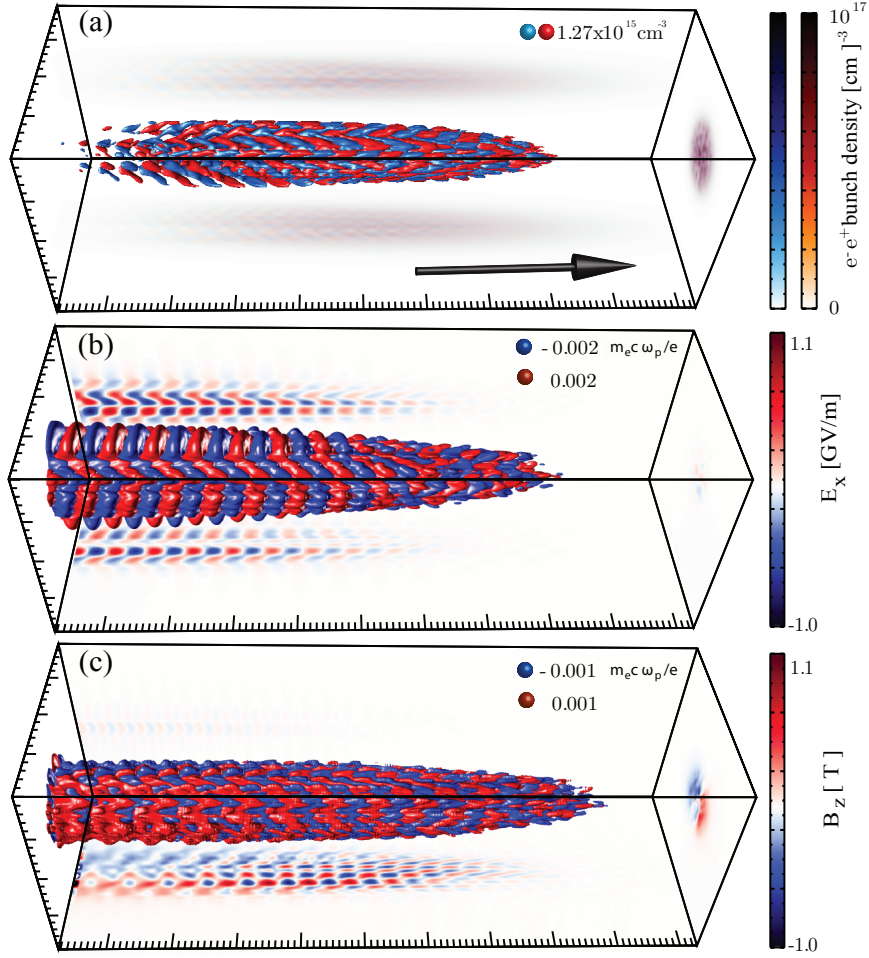 (a)
1.27x10¹⁵cm⁻³
10¹⁷
0
e⁻e⁺ bunch density [cm ]⁻³
(b)
- 0.002 mₑc ωₚ/e
0.002
1.1
-1.0
Eₓ [GV/m]
(c)
- 0.001 mₑc ωₚ/e
0.001
1.1
-1.0
B_z [ T ]